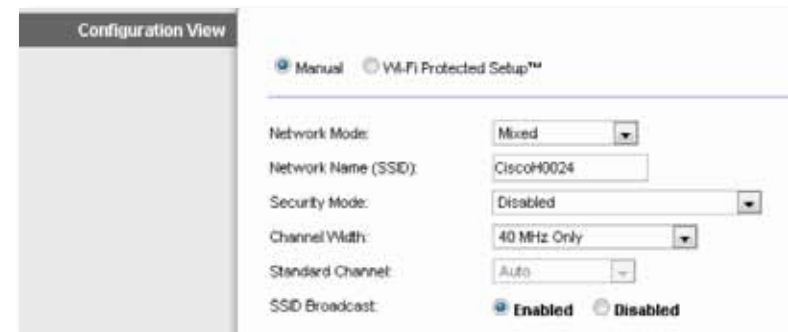 Configuration View
Manual Wi-Fi Protected Setup™
Network Mode: Mixed
Network Name (SSID): CiscoH0024
Security Mode: Disabled
Channel Width: 40 MHz Only
Standard Channel: Auto
SSID Broadcast: Enabled Disabled